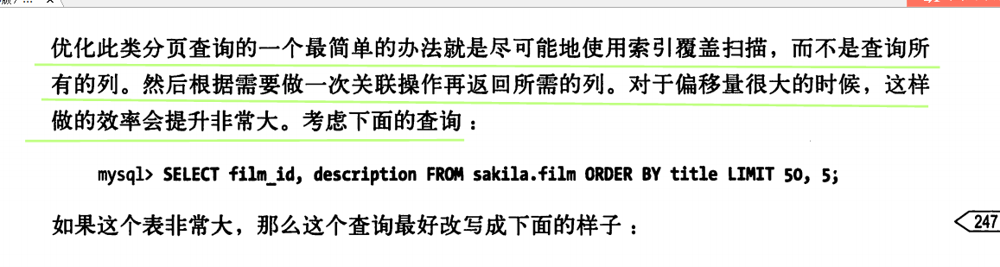 优化此类分页查询的一个最简单的办法就是尽可能地使用索引覆盖扫描，而不是查询所
有的列。然后根据需要做一次关联操作再返回所需的列。对于偏移量很大的时候，这样
做的效率会提升非常大。考虑下面的查询：
mysql> SELECT film_id, description FROM sakila.film ORDER BY title LIMIT 50, 5;
如果这个表非常大，那么这个查询最好改写成下面的样子：
247